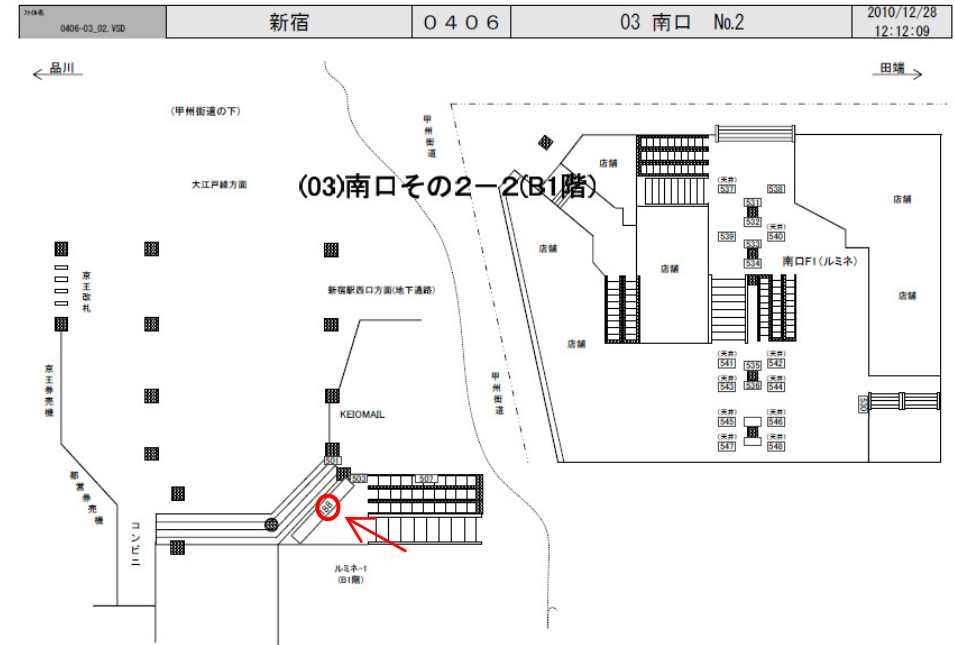 ファイル名
0406-03_02.VSD
新宿
0406
03 南口 No.2
2010/12/28
12:12:09
品川
田端
(甲州街道の下)
甲州街道
大江戸線方面
(03)南口その2-2(B1階)
店舗
(天井)
537
538
531
532
(天井)
539
540
533
534
店舗
店舗
店舗
南口F1(ルミネ)
店舗
店舗
京王改札
新宿駅西口方面(地下通路)
(天井)
(天井)
541
535
542
(天井)
(天井)
543
536
544
(天井)
(天井)
545
546
(天井)
(天井)
547
548
530
京王券売機
甲州街道
KEIOMAIL
501
503
507
88
都営券売機
コンビニ
ルミネ-1
(B1階)